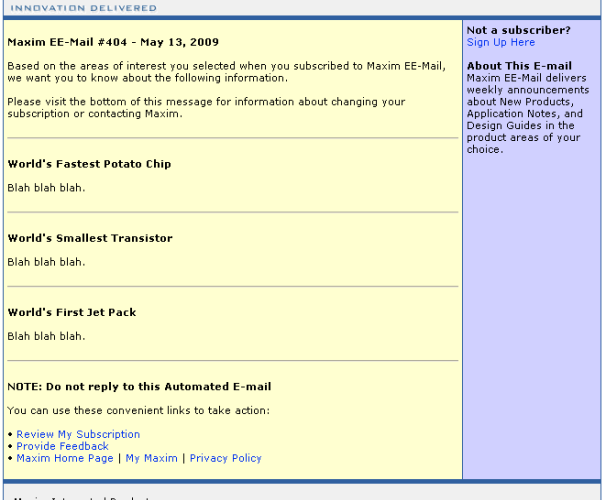 INNOVATION DELIVERED
Maxim EE-Mail #404 - May 13, 2009
Based on the areas of interest you selected when you subscribed to Maxim EE-Mail,
we want you to know about the following information.
Please visit the bottom of this message for information about changing your
subscription or contacting Maxim.
World's Fastest Potato Chip
Blah blah blah.
World's Smallest Transistor
Blah blah blah.
World's First Jet Pack
Blah blah blah.
NOTE: Do not reply to this Automated E-mail
You can use these convenient links to take action:
• Review My Subscription
• Provide Feedback
• Maxim Home Page | My Maxim | Privacy Policy
Not a subscriber?
Sign Up Here
About This E-mail
Maxim EE-Mail delivers
weekly announcements
about New Products,
Application Notes, and
Design Guides in the
product areas of your
choice.
Maxim Integrated Products